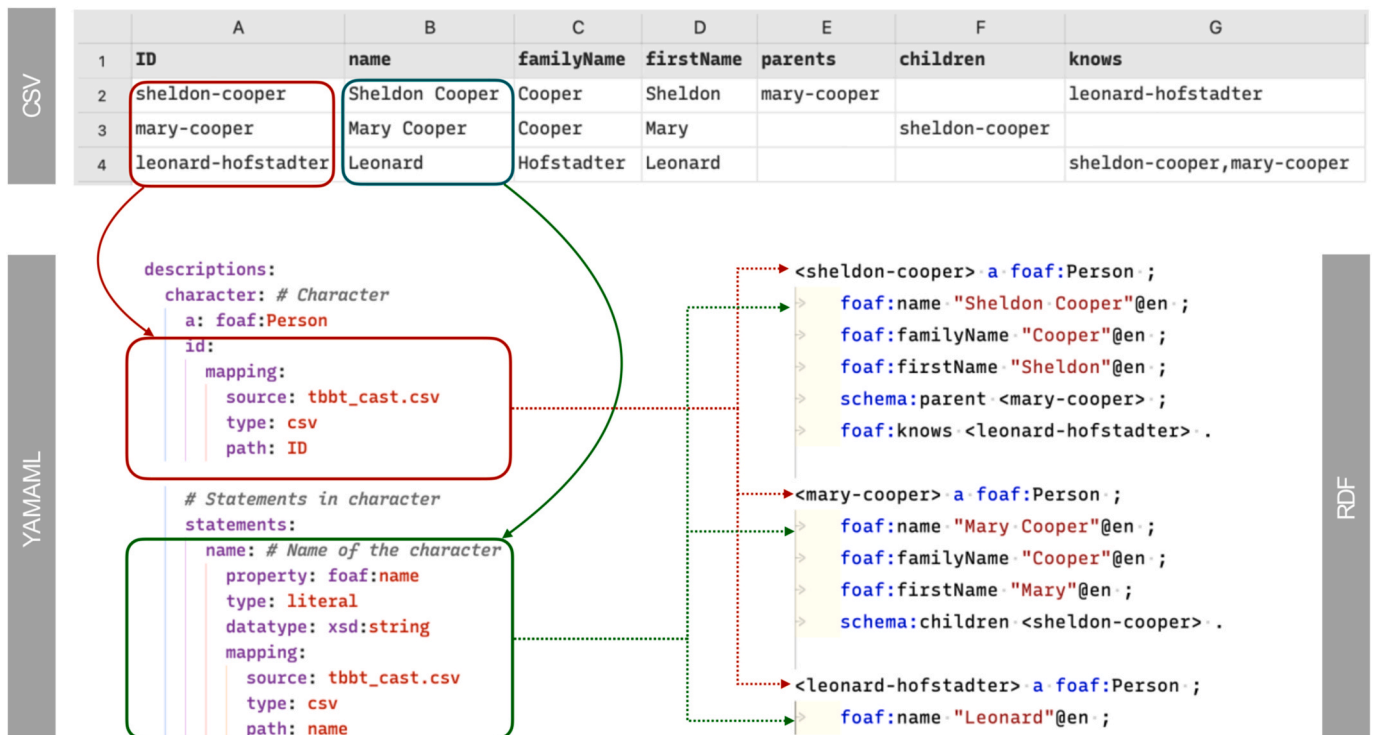 CSV
A B C D E F G
1 ID name familyName firstName parents children knows
2 sheldon-cooper Sheldon Cooper Cooper Sheldon mary-cooper leonard-hofstadter
3 mary-cooper Mary Cooper Cooper Mary sheldon-cooper
4 leonard-hofstadter Leonard Hofstadter Leonard sheldon-cooper,mary-cooper
YAMAML
descriptions:
character: # Character
a: foaf:Person
id:
mapping:
source: tbbt_cast.csv
type: csv
path: ID
# Statements in character
statements:
name: # Name of the character
property: foaf:name
type: literal
datatype: xsd:string
mapping:
source: tbbt_cast.csv
type: csv
path: name
<sheldon-cooper> a foaf:Person ;
foaf:name "Sheldon Cooper"@en ;
foaf:familyName "Cooper"@en ;
foaf:firstName "Sheldon"@en ;
schema:parent <mary-cooper> ;
foaf:knows <leonard-hofstadter> .
<mary-cooper> a foaf:Person ;
foaf:name "Mary Cooper"@en ;
foaf:familyName "Cooper"@en ;
foaf:firstName "Mary"@en ;
schema:children <sheldon-cooper> .
<leonard-hofstadter> a foaf:Person ;
foaf:name "Leonard"@en ;
RDF